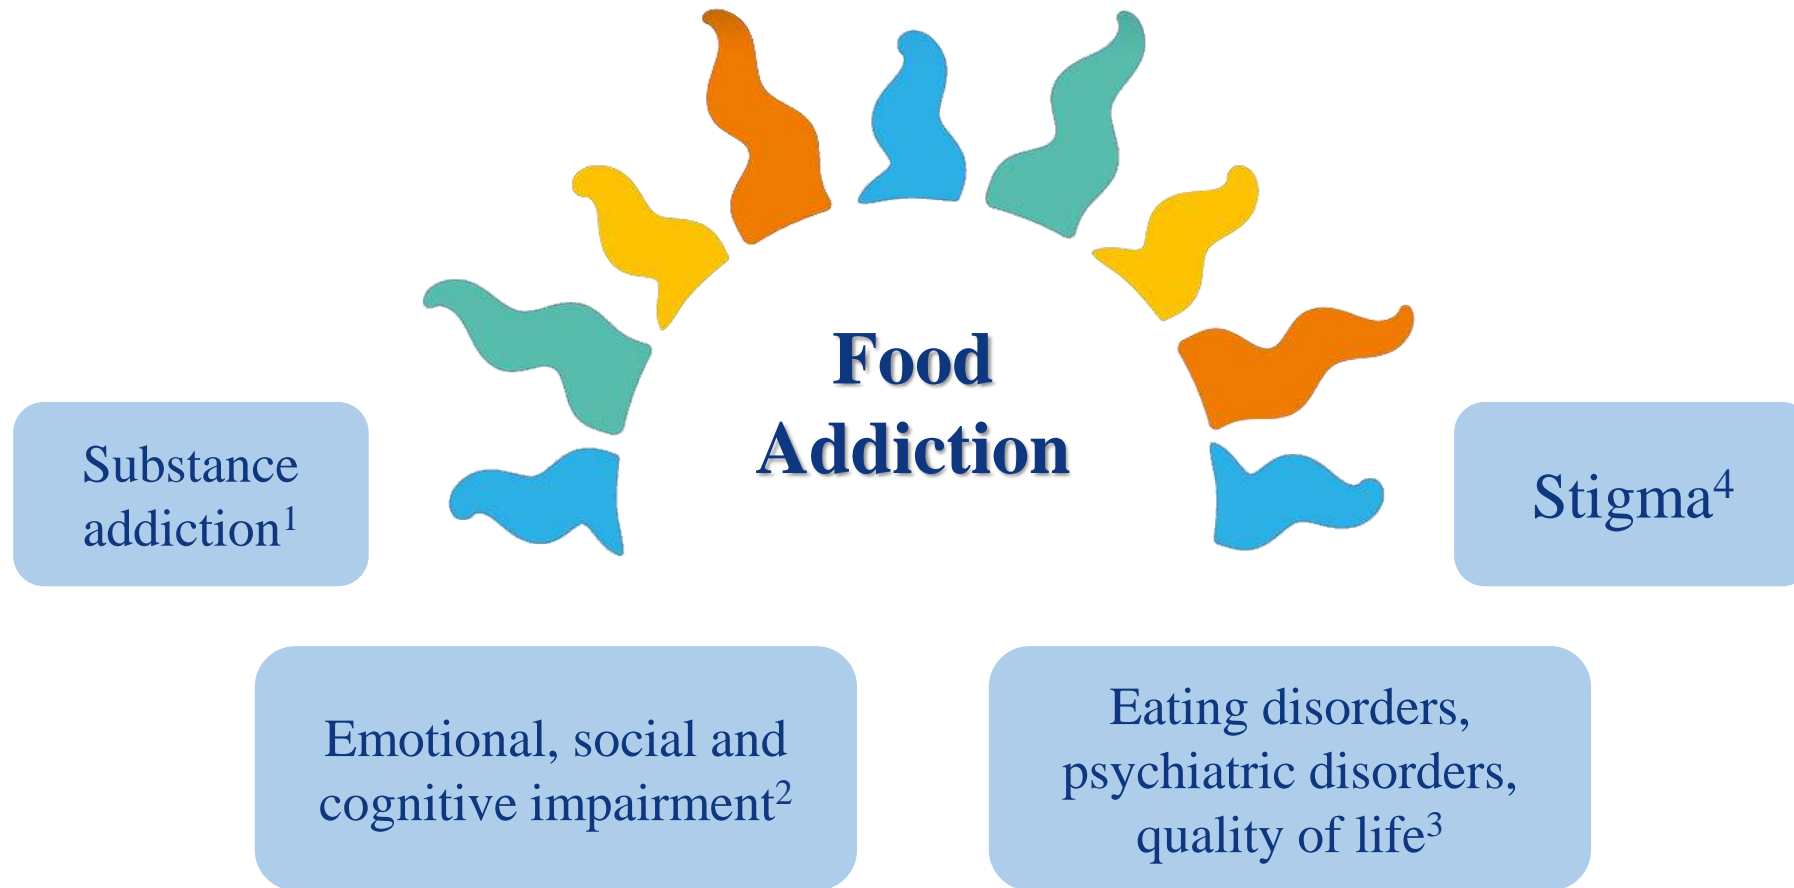 Food
Addiction
Substance
addiction¹
Stigma⁴
Emotional, social and
cognitive impairment²
Eating disorders,
psychiatric disorders,
quality of life³